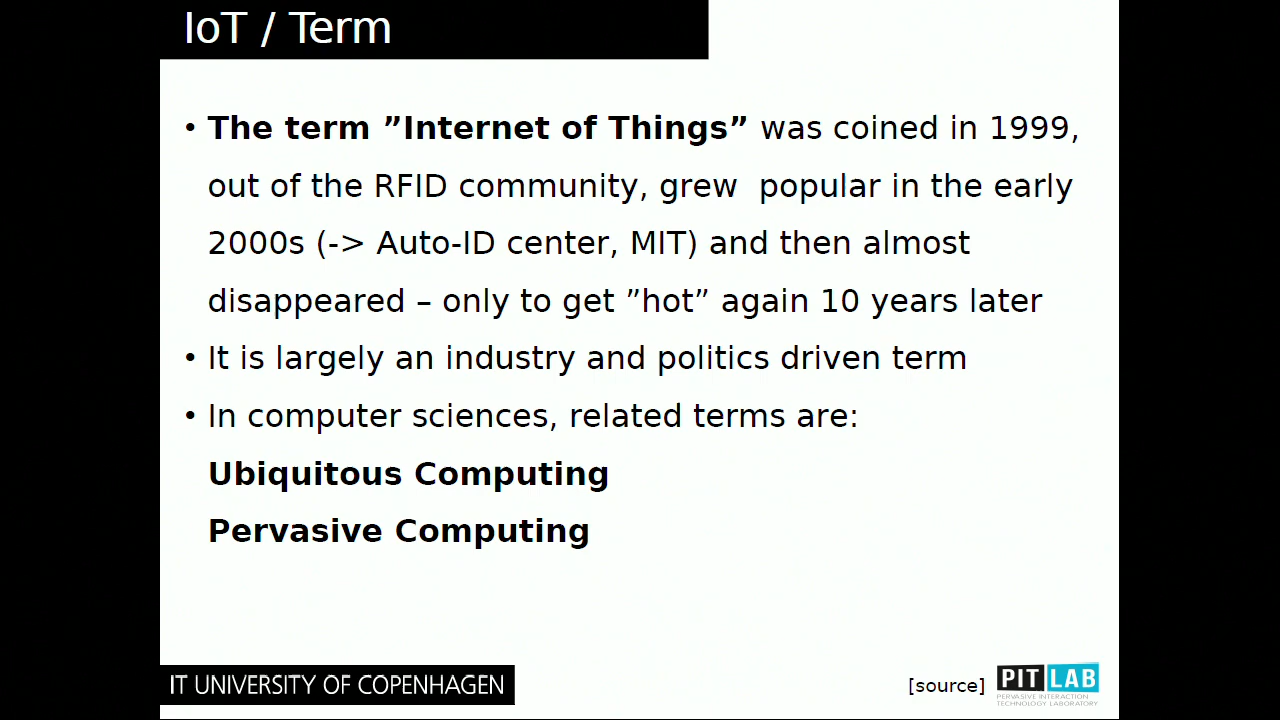 IoT / Term
• The term ”Internet of Things” was coined in 1999,
out of the RFID community, grew  popular in the early
2000s (-> Auto-ID center, MIT) and then almost
disappeared – only to get ”hot” again 10 years later
• It is largely an industry and politics driven term
• In computer sciences, related terms are:
Ubiquitous Computing
Pervasive Computing
IT UNIVERSITY OF COPENHAGEN
[source]
PIT LAB
PERVASIVE INTERACTION
TECHNOLOGY LABORATORY